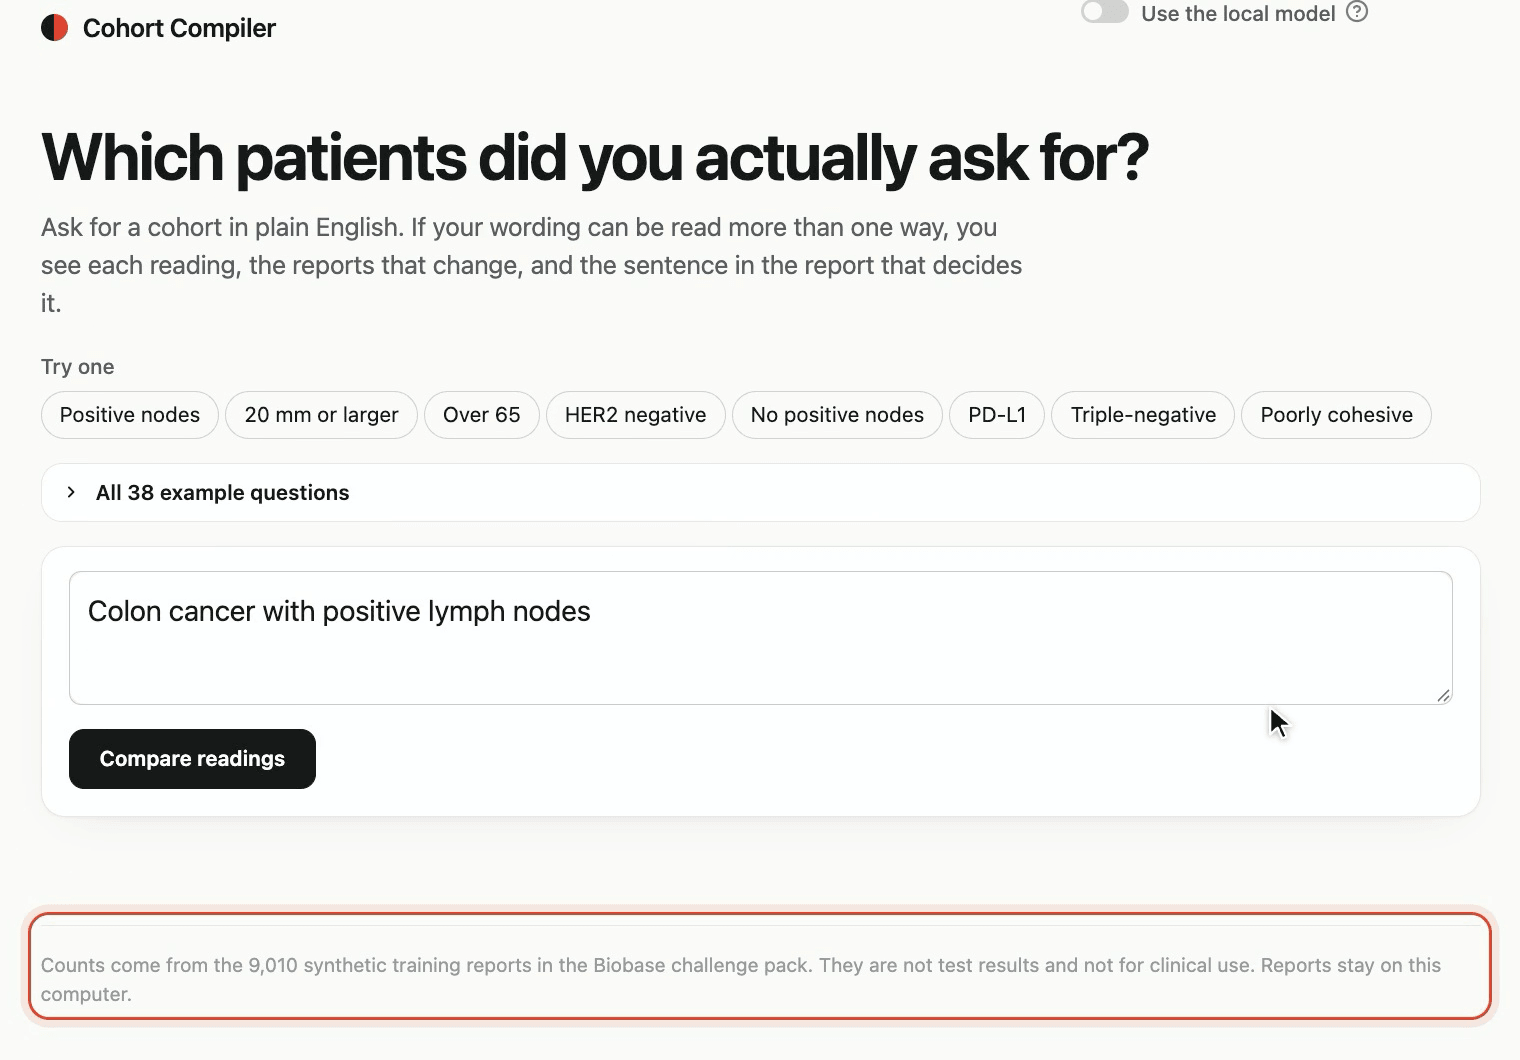 Cohort Compiler
Use the local model ?
Which patients did you actually ask for?
Ask for a cohort in plain English. If your wording can be read more than one way, you
see each reading, the reports that change, and the sentence in the report that decides
it.
Try one
Positive nodes
20 mm or larger
Over 65
HER2 negative
No positive nodes
PD-L1
Triple-negative
Poorly cohesive
All 38 example questions
Colon cancer with positive lymph nodes
Compare readings
Counts come from the 9,010 synthetic training reports in the Biobase challenge pack. They are not test results and not for clinical use. Reports stay on this
computer.